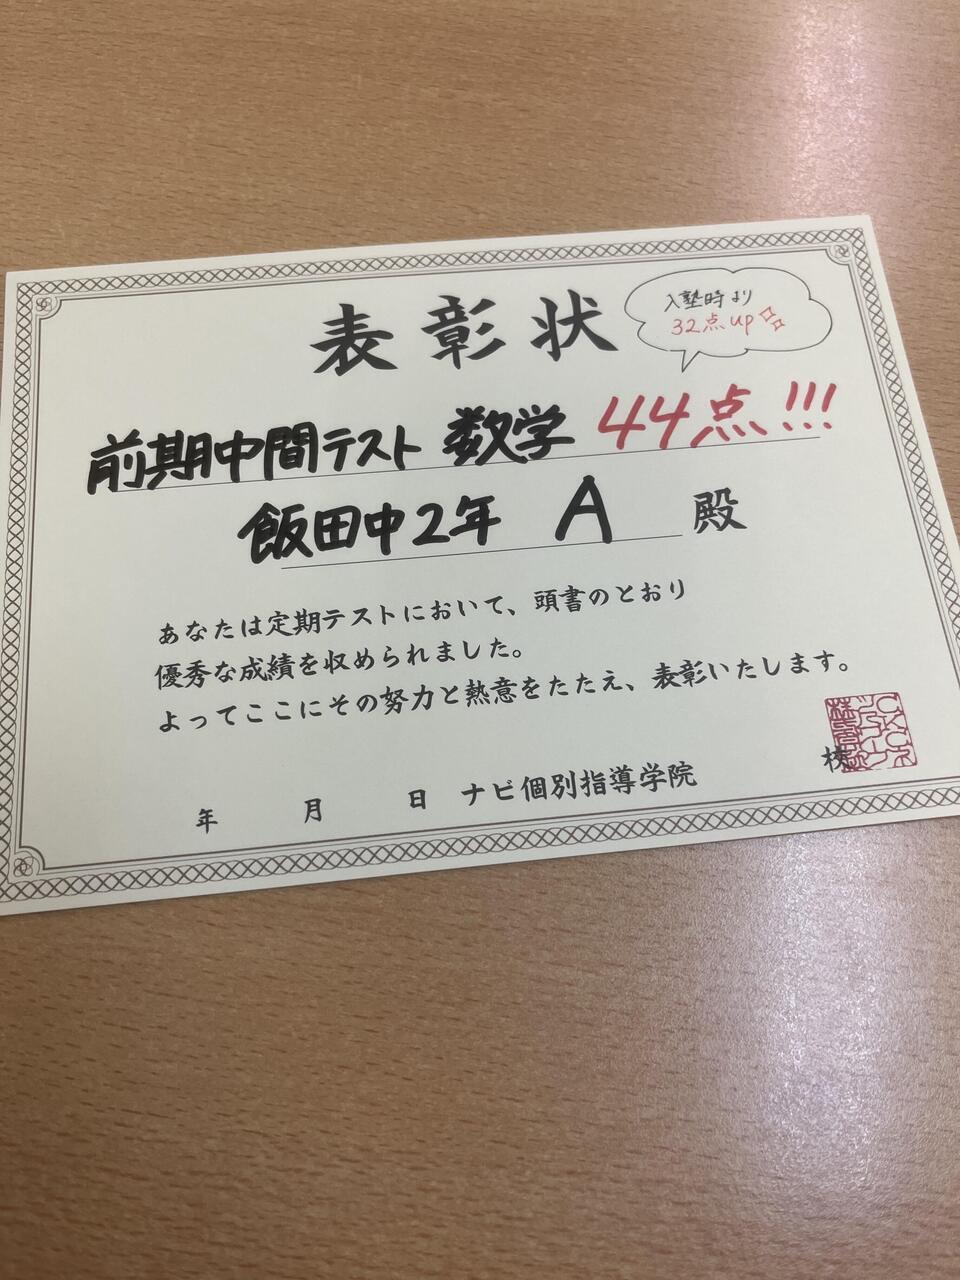 表彰状
入塾時より
32点up
前期中間テスト 数学 44点!!!
飯田中2年 A 殿
あなたは定期テストにおいて、頭書のとおり
優秀な成績を収められました。
よってここにその努力と熱意をたたえ、表彰いたします。
年 月 日 ナビ個別指導学院 校